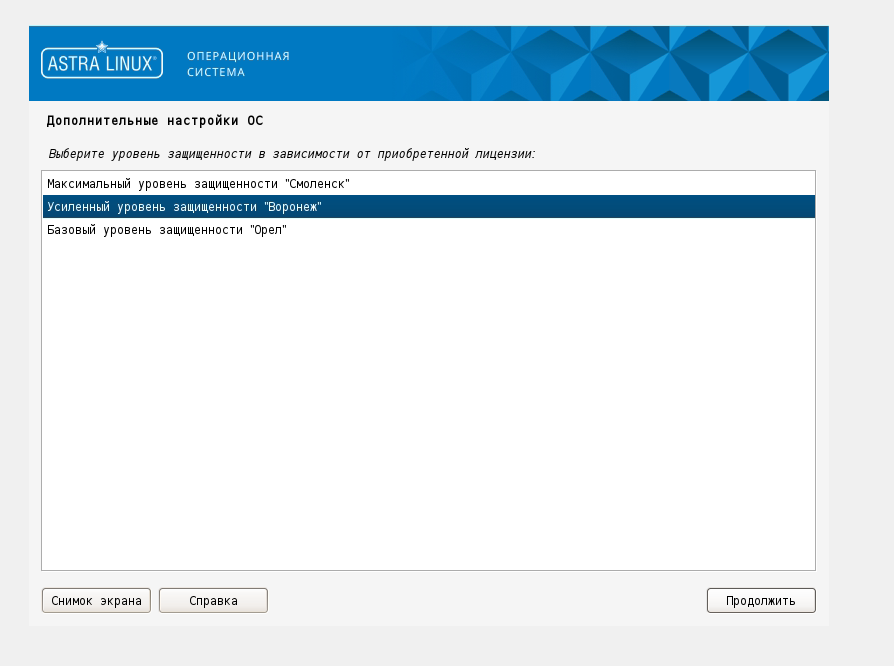 ASTRA LINUX®
ОПЕРАЦИОННАЯ
СИСТЕМА
Дополнительные настройки ОС
Выберите уровень защищенности в зависимости от приобретенной лицензии:
Максимальный уровень защищенности "Смоленск"
Усиленный уровень защищенности "Воронеж"
Базовый уровень защищенности "Орел"
Снимок экрана
Справка
Продолжить